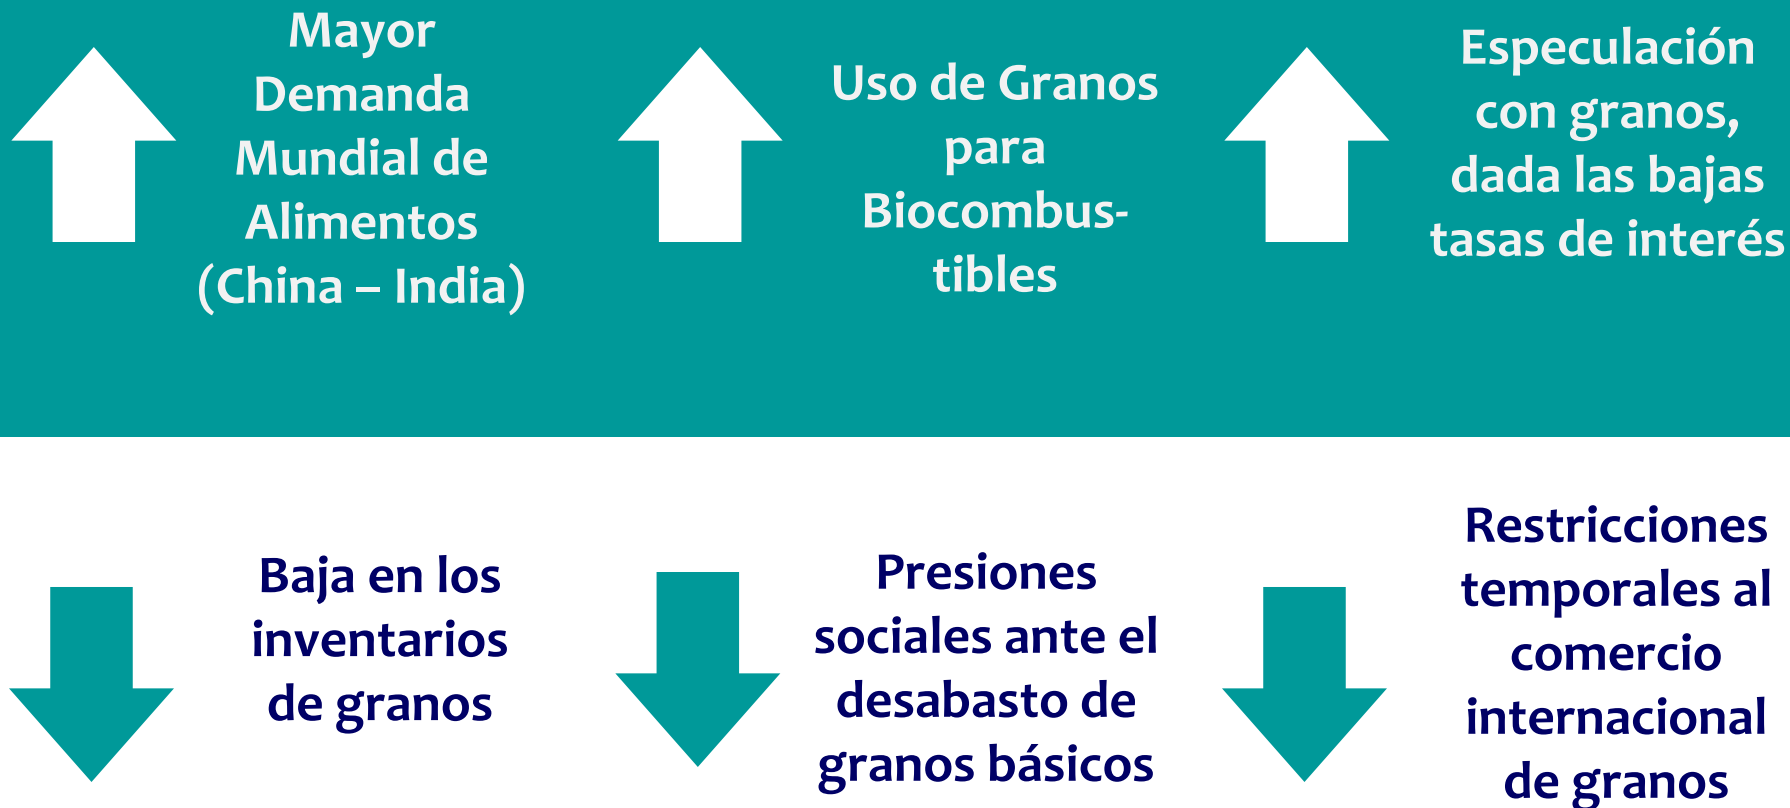 Mayor
Demanda
Mundial de
Alimentos
(China – India)
Uso de Granos
para
Biocombus-
tibles
Especulación
con granos,
dada las bajas
tasas de interés
Baja en los
inventarios
de granos
Presiones
sociales ante el
desabasto de
granos básicos
Restricciones
temporales al
comercio
internacional
de granos